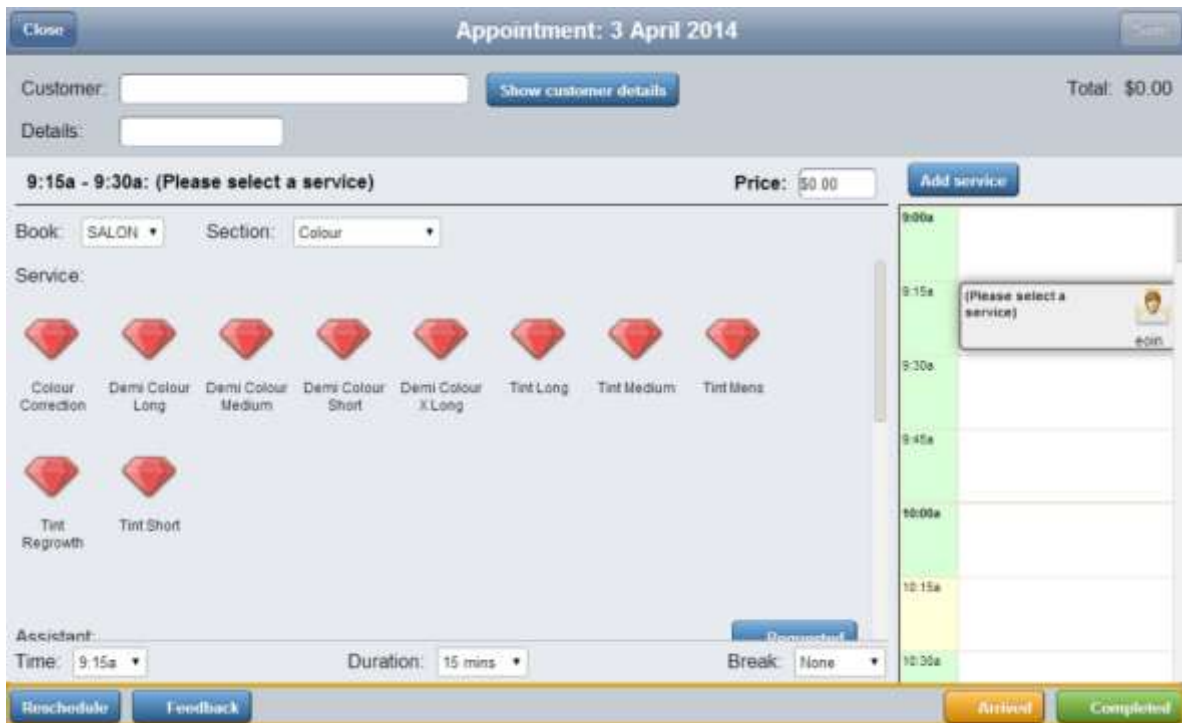 Close
Appointment: 3 April 2014
Customer:
Show customer details
Total: $0.00
Details:
9:15a - 9:30a: (Please select a service)
Price: $0.00
Add service
Book: SALON
Section: Colour
Service:
Colour Correction
Demi Colour Long
Demi Colour Medium
Demi Colour Short
Demi Colour X Long
Tint Long
Tint Medium
Tint Mens
Tint Regrowth
Tint Short
Assistant:
Requested
Time: 9:15a
Duration: 15 mins
Break: None
9:00a
9:15a
(Please select a
service)
eoin
9:30a
9:45a
10:00a
10:15a
10:30a
Reschedule
Feedback
Arrived
Completed